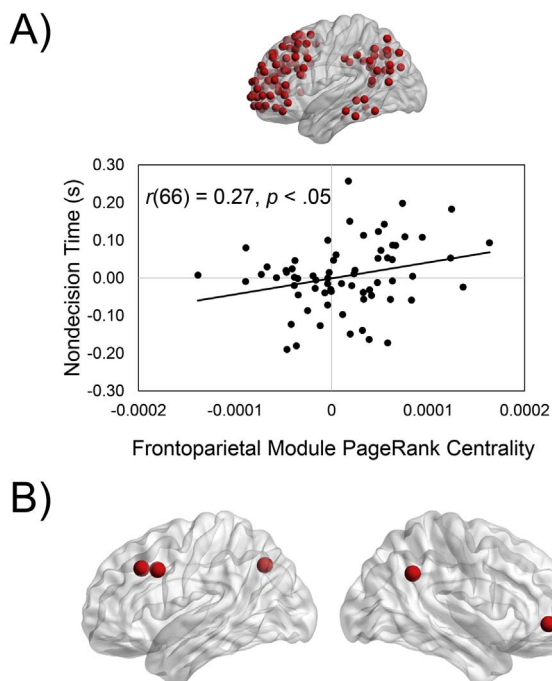 A)
0.30
r(66) = 0.27, p < .05
0.20
0.10
0.00
-0.10
-0.20
-0.30
Nondecision Time (s)
-0.0002 -0.0001 0 0.0001 0.0002
Frontoparietal Module PageRank Centrality
B)